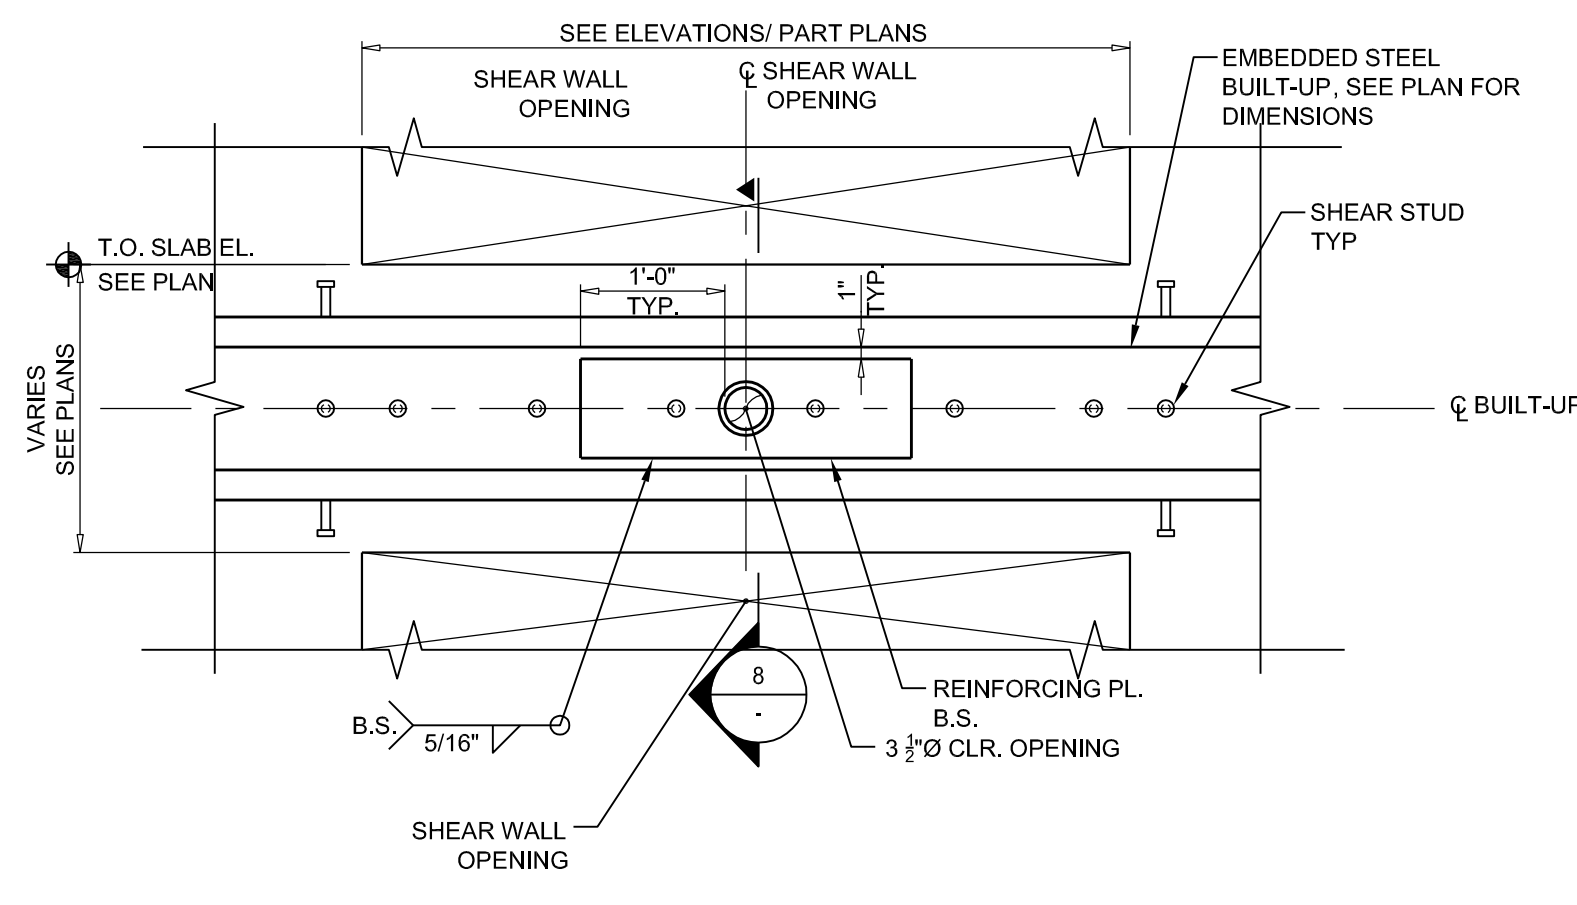 SEE ELEVATIONS/ PART PLANS
SHEAR WALL
OPENING
℄ SHEAR WALL
OPENING
EMBEDDED STEEL
BUILT-UP, SEE PLAN FOR
DIMENSIONS
SHEAR STUD
TYP
T.O. SLAB EL.
SEE PLAN
1'-0"
TYP.
1"
TYP.
VARIES
SEE PLANS
℄ BUILT-UP
8
-
REINFORCING PL.
B.S.
3 ½"Ø CLR. OPENING
B.S.
5/16"
SHEAR WALL
OPENING